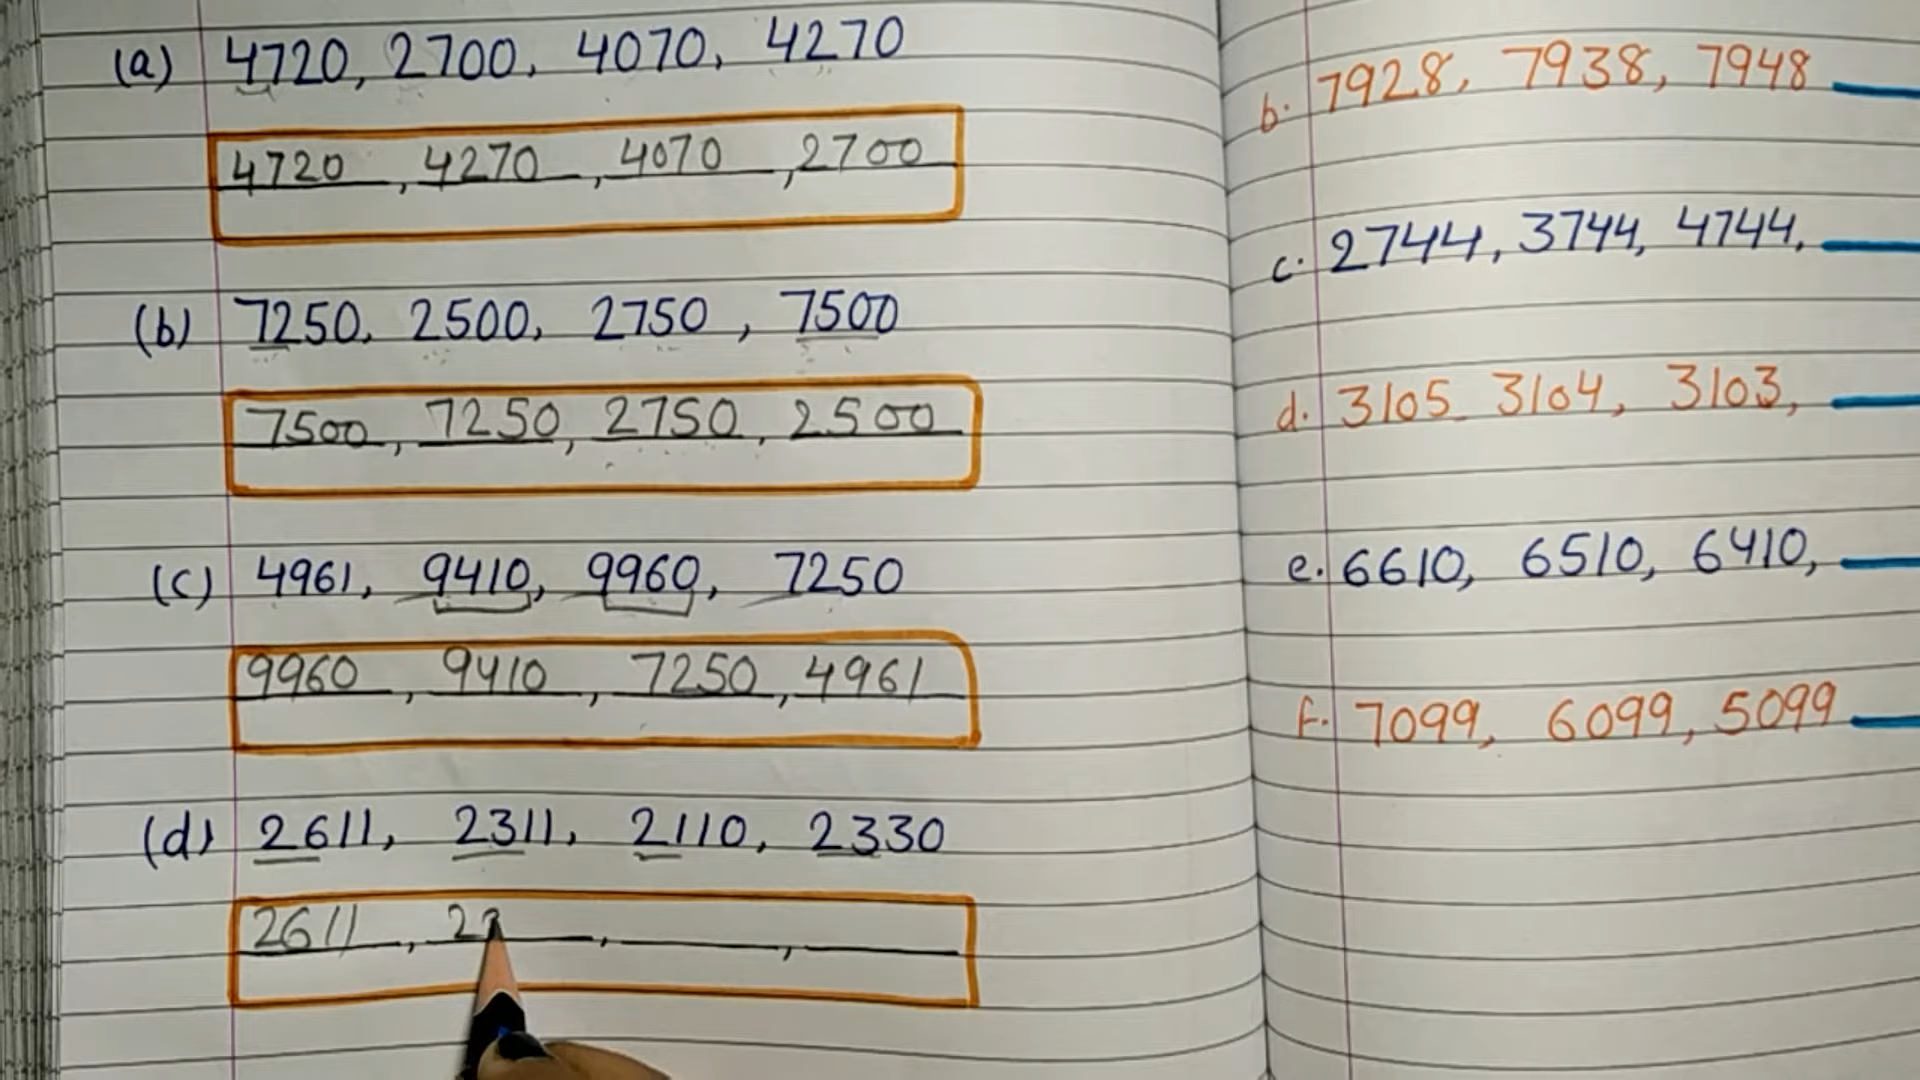 (a) 4720, 2700, 4070, 4270
4720, 4270, 4070, 2700
(b) 7250, 2500, 2750, 7500
7500, 7250, 2750, 2500
(c) 4961, 9410, 9960, 7250
9960, 9410, 7250, 4961
(d) 2611, 2311, 2110, 2330
2611, 23
b. 7928, 7938, 7948
c. 2744, 3744, 4744,
d. 3105 3104, 3103,
e. 6610, 6510, 6410,
f. 7099, 6099, 5099